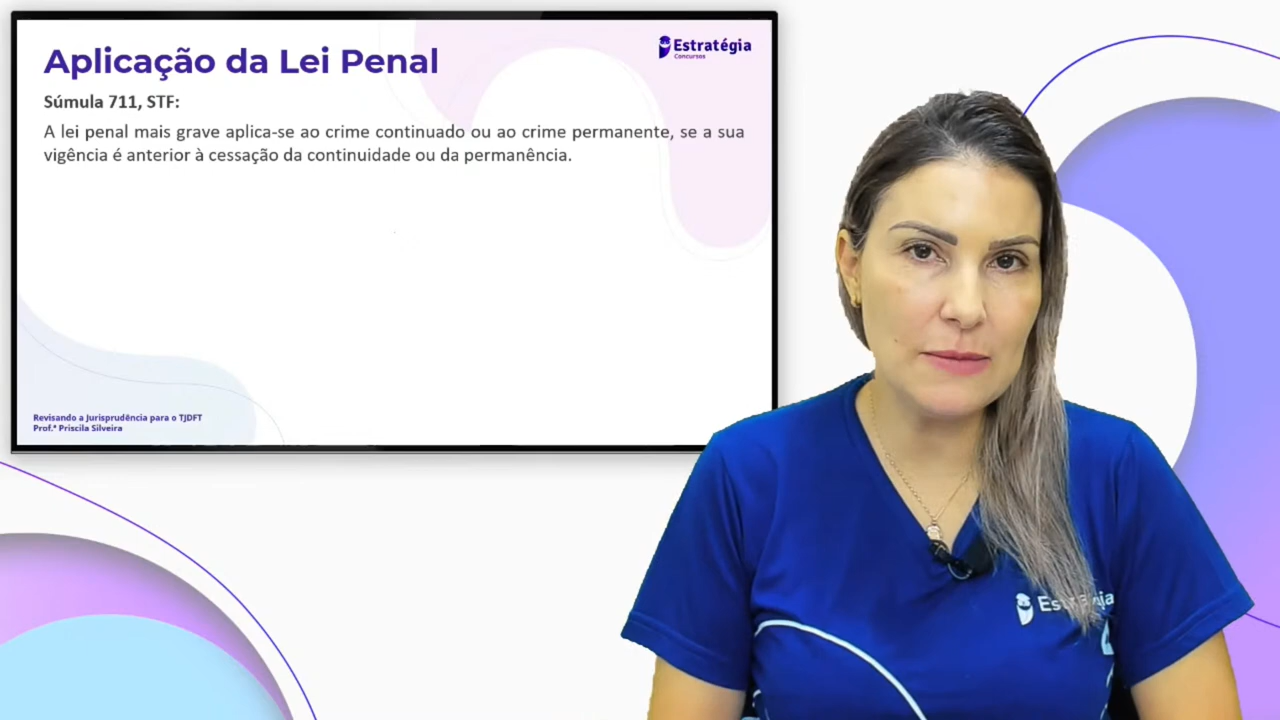 Aplicação da Lei Penal
Estratégia
Concursos
Súmula 711, STF:
A lei penal mais grave aplica-se ao crime continuado ou ao crime permanente, se a sua
vigência é anterior à cessação da continuidade ou da permanência.
Revisando a Jurisprudência para o TJDFT
Prof.ª Priscila Silveira